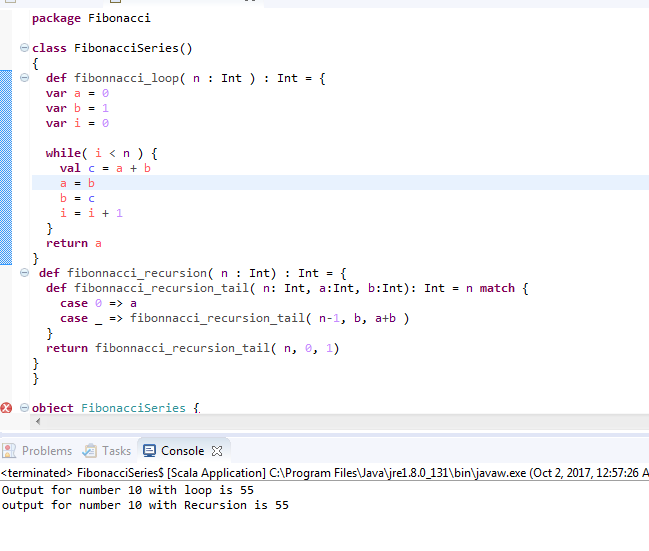 package Fibonacci
class FibonacciSeries()
{
def fibonnacci_loop( n : Int ) : Int = {
var a = 0
var b = 1
var i = 0
while( i < n ) {
val c = a + b
a = b
b = c
i = i + 1
}
return a
}
def fibonnacci_recursion( n : Int) : Int = {
def fibonnacci_recursion_tail( n: Int, a:Int, b:Int): Int = n match {
case 0 => a
case _ => fibonnacci_recursion_tail( n-1, b, a+b )
}
return fibonnacci_recursion_tail( n, 0, 1)
}
}
object FibonacciSeries {
Problems Tasks Console
<terminated> FibonacciSeries$ [Scala Application] C:\Program Files\Java\jre1.8.0_131\bin\javaw.exe (Oct 2, 2017, 12:57:26 A
Output for number 10 with loop is 55
output for number 10 with Recursion is 55